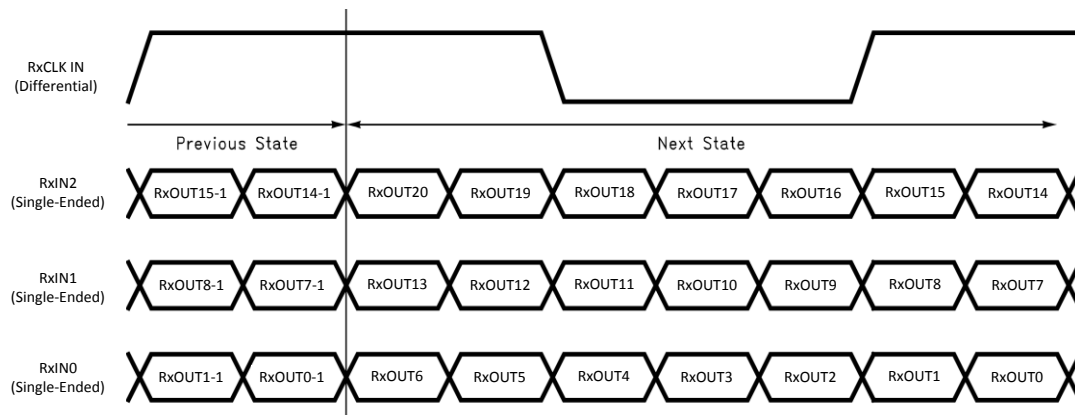 RxCLK IN
(Differential)
Previous State
Next State
RxIN2
(Single-Ended)
RxOUT15-1 RxOUT14-1 RxOUT20 RxOUT19 RxOUT18 RxOUT17 RxOUT16 RxOUT15 RxOUT14
RxIN1
(Single-Ended)
RxOUT8-1 RxOUT7-1 RxOUT13 RxOUT12 RxOUT11 RxOUT10 RxOUT9 RxOUT8 RxOUT7
RxIN0
(Single-Ended)
RxOUT1-1 RxOUT0-1 RxOUT6 RxOUT5 RxOUT4 RxOUT3 RxOUT2 RxOUT1 RxOUT0